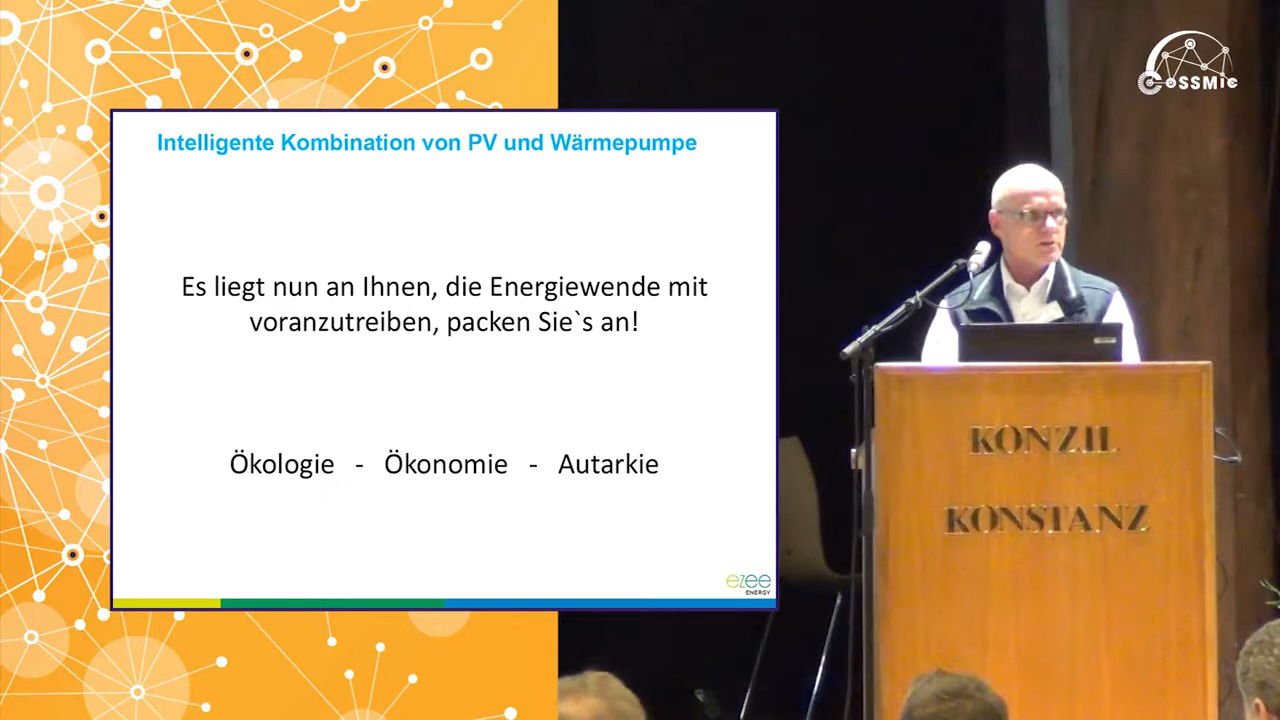 Intelligente Kombination von PV und Wärmepumpe
Es liegt nun an Ihnen, die Energiewende mit
voranzutreiben, packen Sie`s an!
Ökologie - Ökonomie - Autarkie
ezee
ENERGY
CoSSMic
KONZIL
KONSTANZ